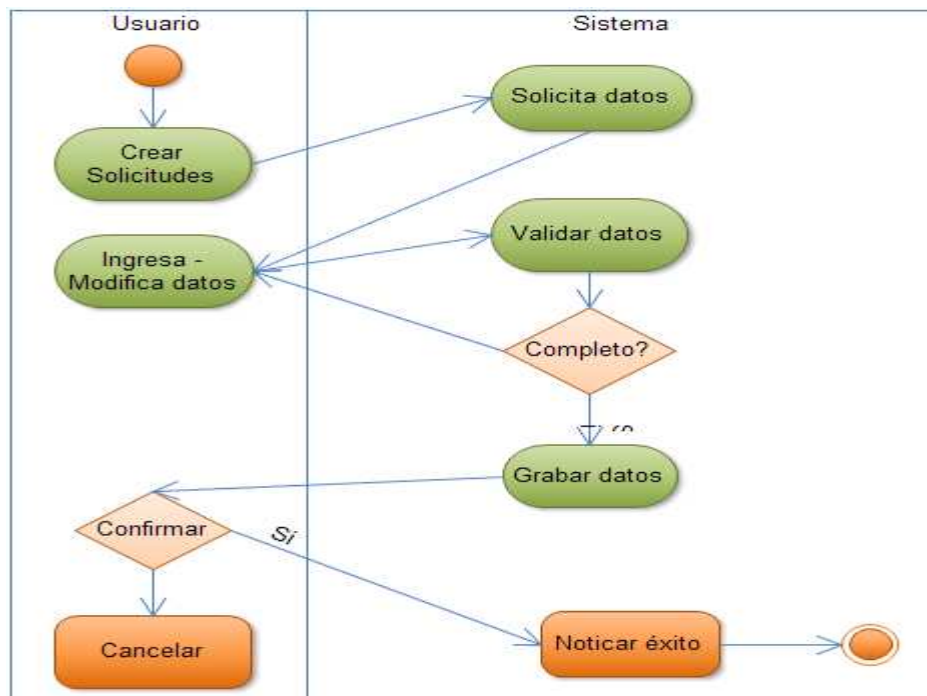 Usuario
Sistema
Solicita datos
Crear
Solicitudes
Validar datos
Ingresa -
Modifica datos
Completo?
Grabar datos
Confirmar
Si
Cancelar
Noticar éxito